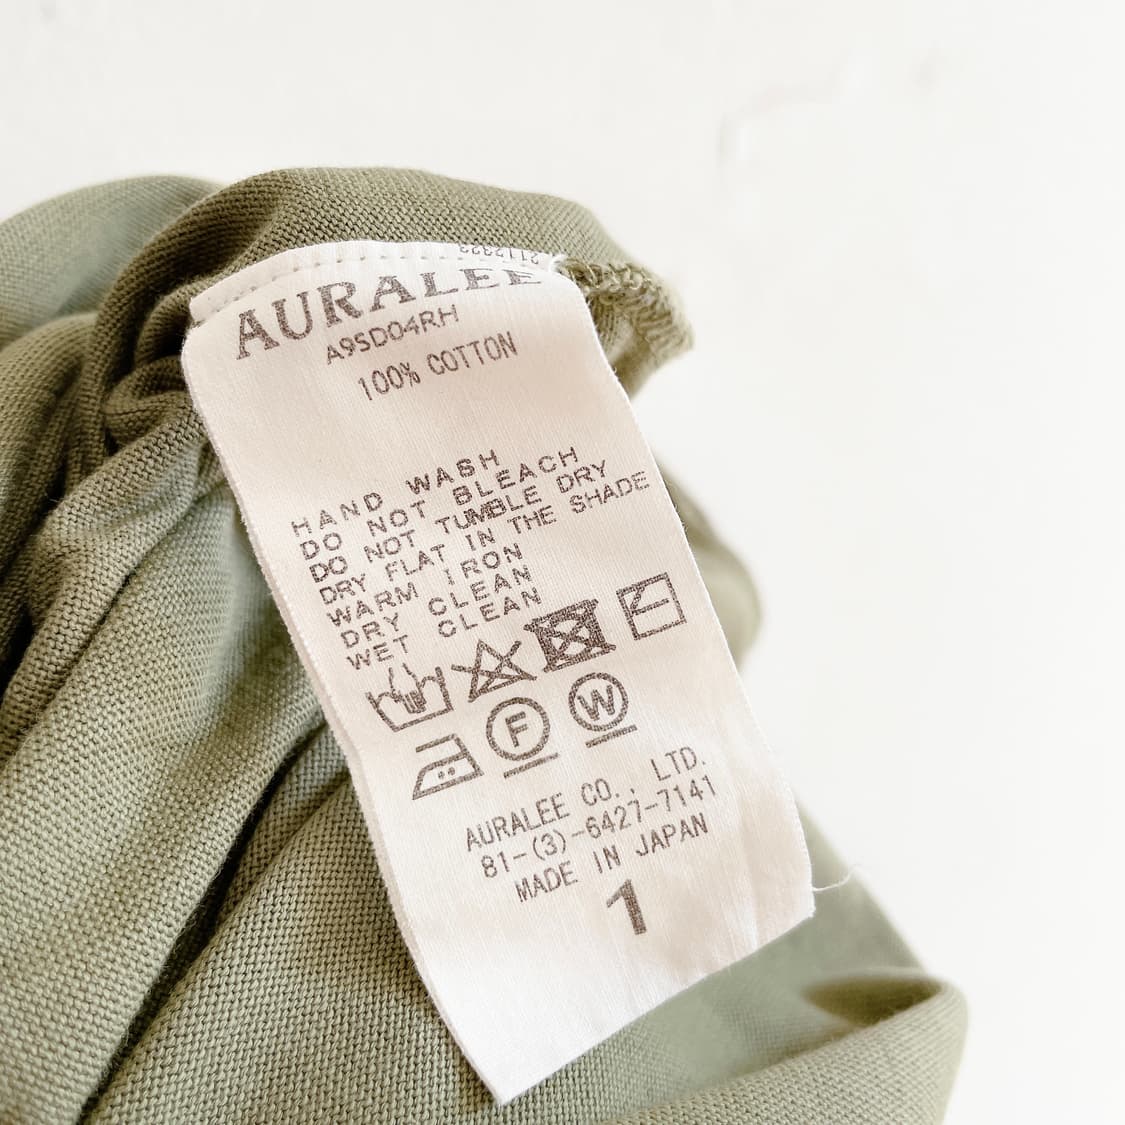 2112323
AURALEE
A9SD04RH
100% COTTON
HAND WASH
DO NOT BLEACH
DO NOT TUMBLE DRY
DRY FLAT IN THE SHADE
WARM IRON
DRY CLEAN
WET CLEAN
F
W
AURALEE CO., LTD.
81-(3)-6427-7141
MADE IN JAPAN
1